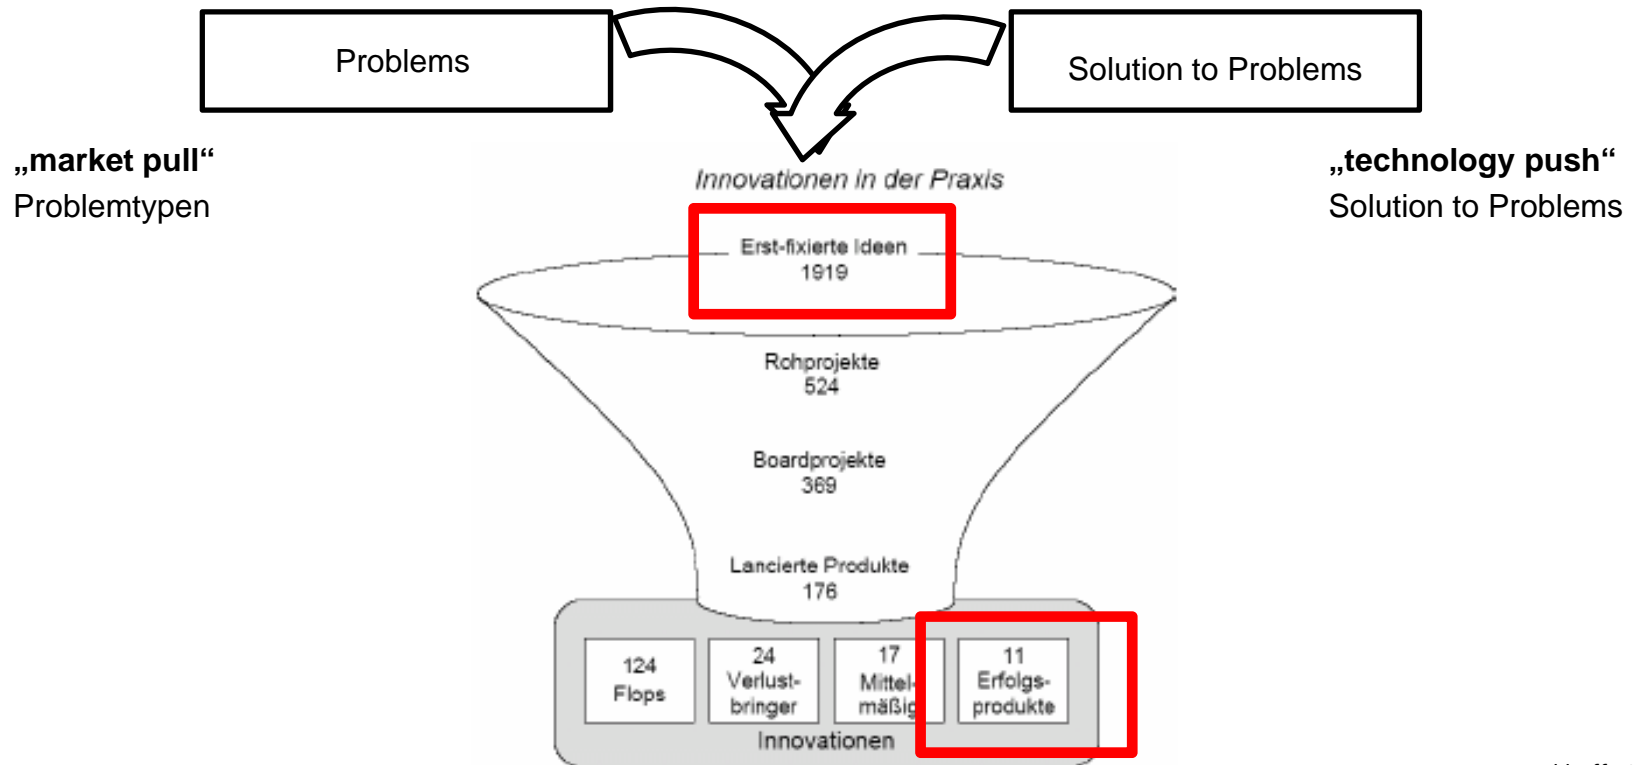 Problems
Solution to Problems
„market pull“
Problemtypen
„technology push“
Solution to Problems
Innovationen in der Praxis
Erst-fixierte Ideen
1919
Rohprojekte
524
Boardprojekte
369
Lancierte Produkte
176
124
Flops
24
Verlust-
bringer
17
Mittel-
mäßig
11
Erfolgs-
produkte
Innovationen